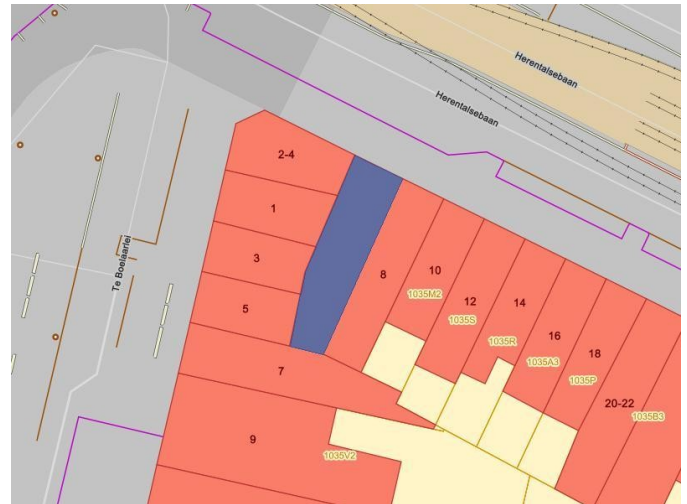 Herentalsebaan
Herentalsebaan
Te Boelaarlei
2-4
1
3
5
7
9
8
10
12
14
16
18
20-22
1035M2
1035S
1035R
1035A3
1035P
1035B3
1035V2